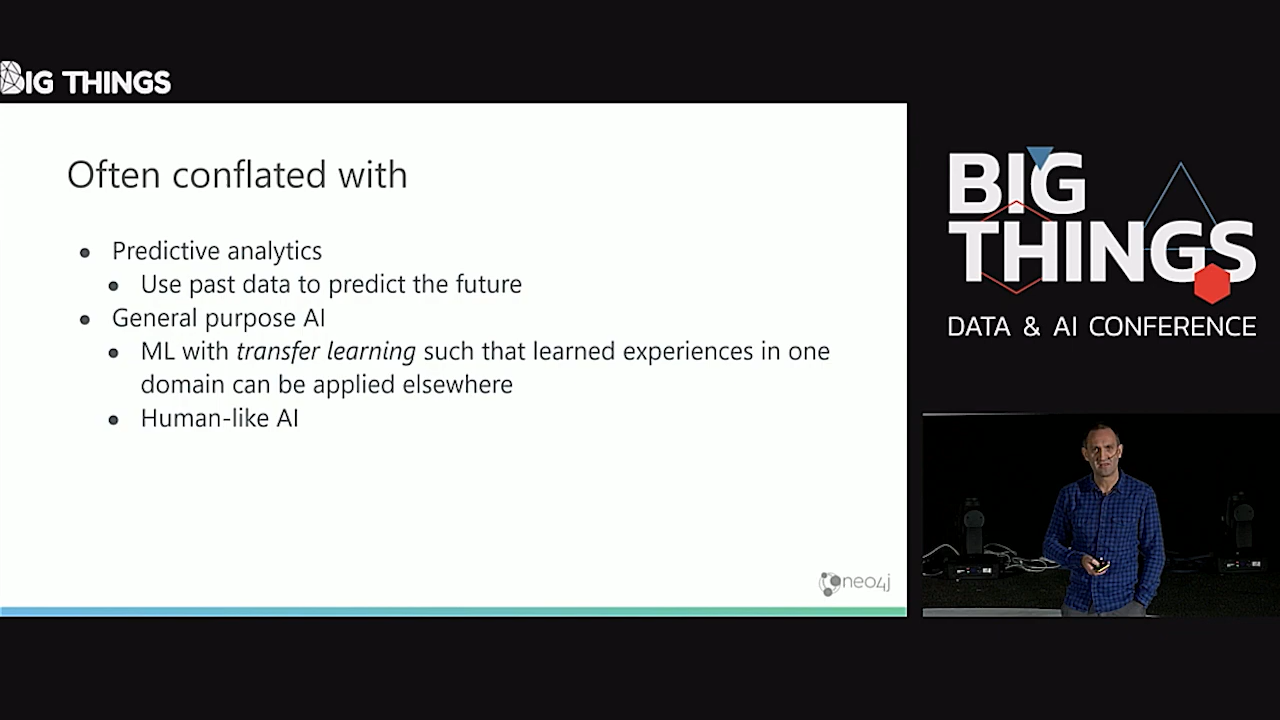 BIG THINGS
Often conflated with
● Predictive analytics
● Use past data to predict the future
● General purpose AI
● ML with transfer learning such that learned experiences in one
domain can be applied elsewhere
● Human-like AI
neo4j
BIG
THINGS
DATA & AI CONFERENCE